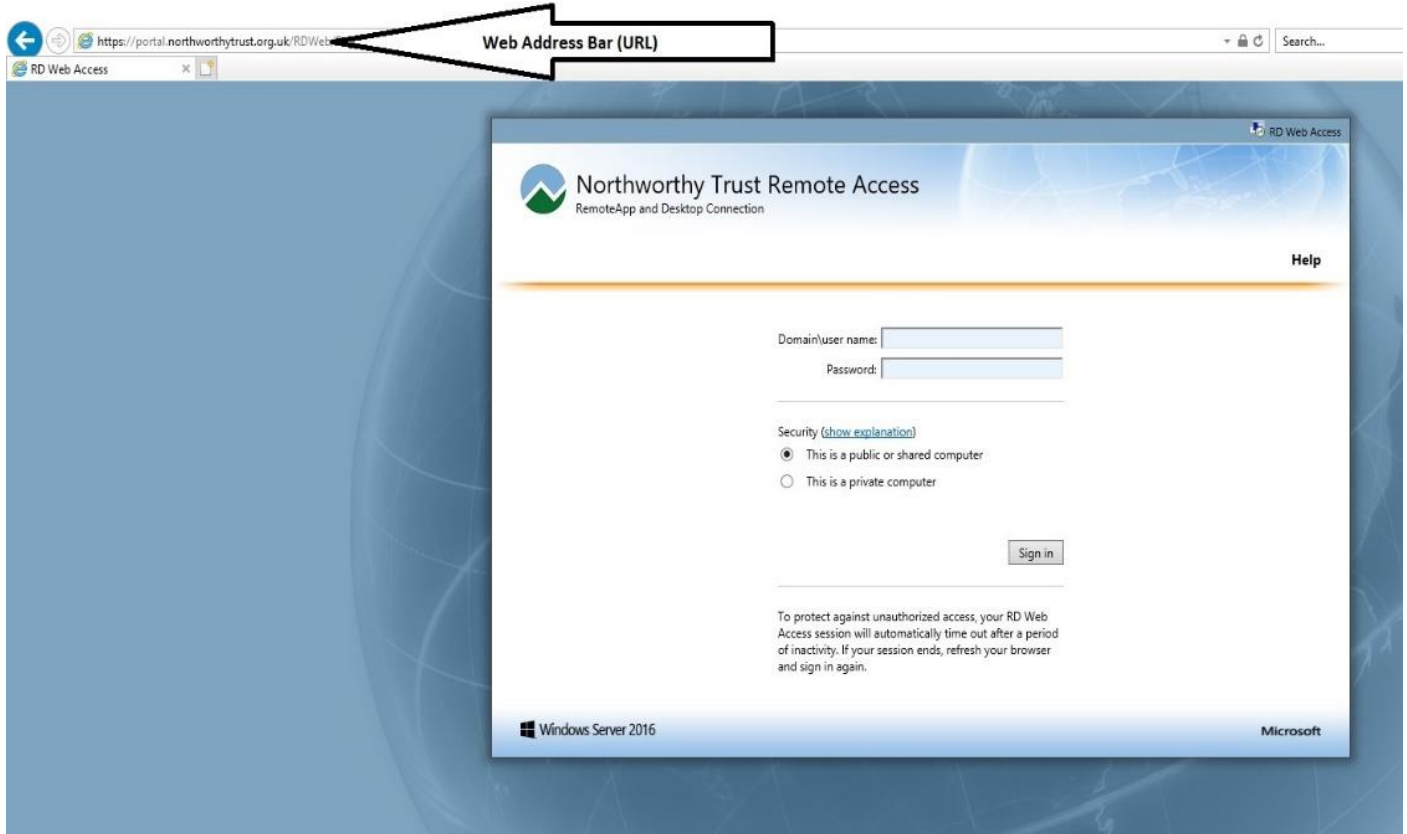 https://portal.northworthytrust.org.uk/RDWeb
Web Address Bar (URL)
Search...
RD Web Access
RD Web Access
Northworthy Trust Remote Access
RemoteApp and Desktop Connection
Help
Domain\user name:
Password:
Security (show explanation)
This is a public or shared computer
This is a private computer
Sign in
To protect against unauthorized access, your RD Web
Access session will automatically time out after a period
of inactivity. If your session ends, refresh your browser
and sign in again.
Windows Server 2016
Microsoft